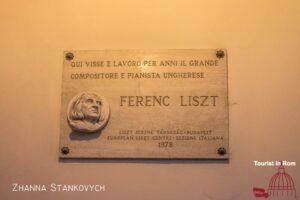 QUI VISSE E LAVORÒ PER ANNI IL GRANDE
COMPOSITORE E PIANISTA UNGHERESE
FERENC LISZT
LISZT FERENC TÁRSASÁG - BUDAPEST
EUROPEAN LISZT CENTRE - SEZIONE ITALIANA
1978
Tourist in Rom
ZHANNA STANKOVYCH